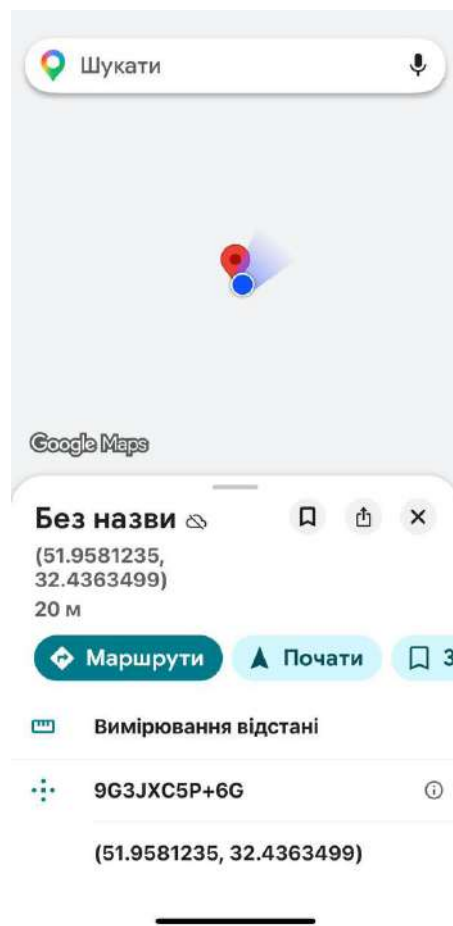 Шукати
Google Maps
Без назви
(51.9581235,
32.4363499)
20 м
Маршрути
Почати
З
Вимірювання відстані
9G3JXC5P+6G
(51.9581235, 32.4363499)